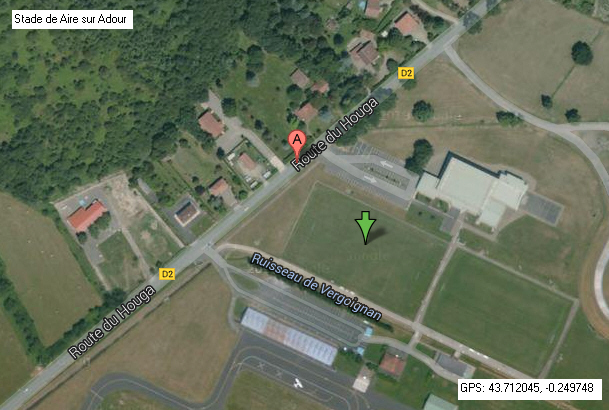 Stade de Aire sur Adour
D2
Route du Houga
A
Ruisseau de Vergoignan
D2
Route du Houga
GPS: 43.712045, -0.249748